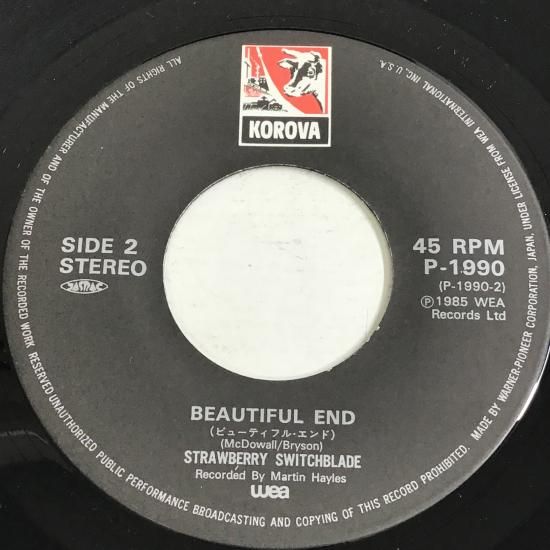 KOROVA
SIDE 2
STEREO
JASRAC
45 RPM
P-1990
(P-1990-2)
Ⓟ1985 WEA
Records Ltd
BEAUTIFUL END
(ビューティフル・エンド)
(McDowall/Bryson)
STRAWBERRY SWITCHBLADE
Recorded By Martin Hayles
wea
ALL RIGHTS OF THE MANUFACTURER AND OF THE OWNER OF THE RECORDED WORK RESERVED UNAUTHORIZED PUBLIC PERFORMANCE BROADCASTING AND COPYING OF THIS RECORD PROHIBITED. MADE BY WARNER-PIONEER CORPORATION, JAPAN, UNDER LICENSE FROM WEA INTERNATIONAL INC., U.S.A